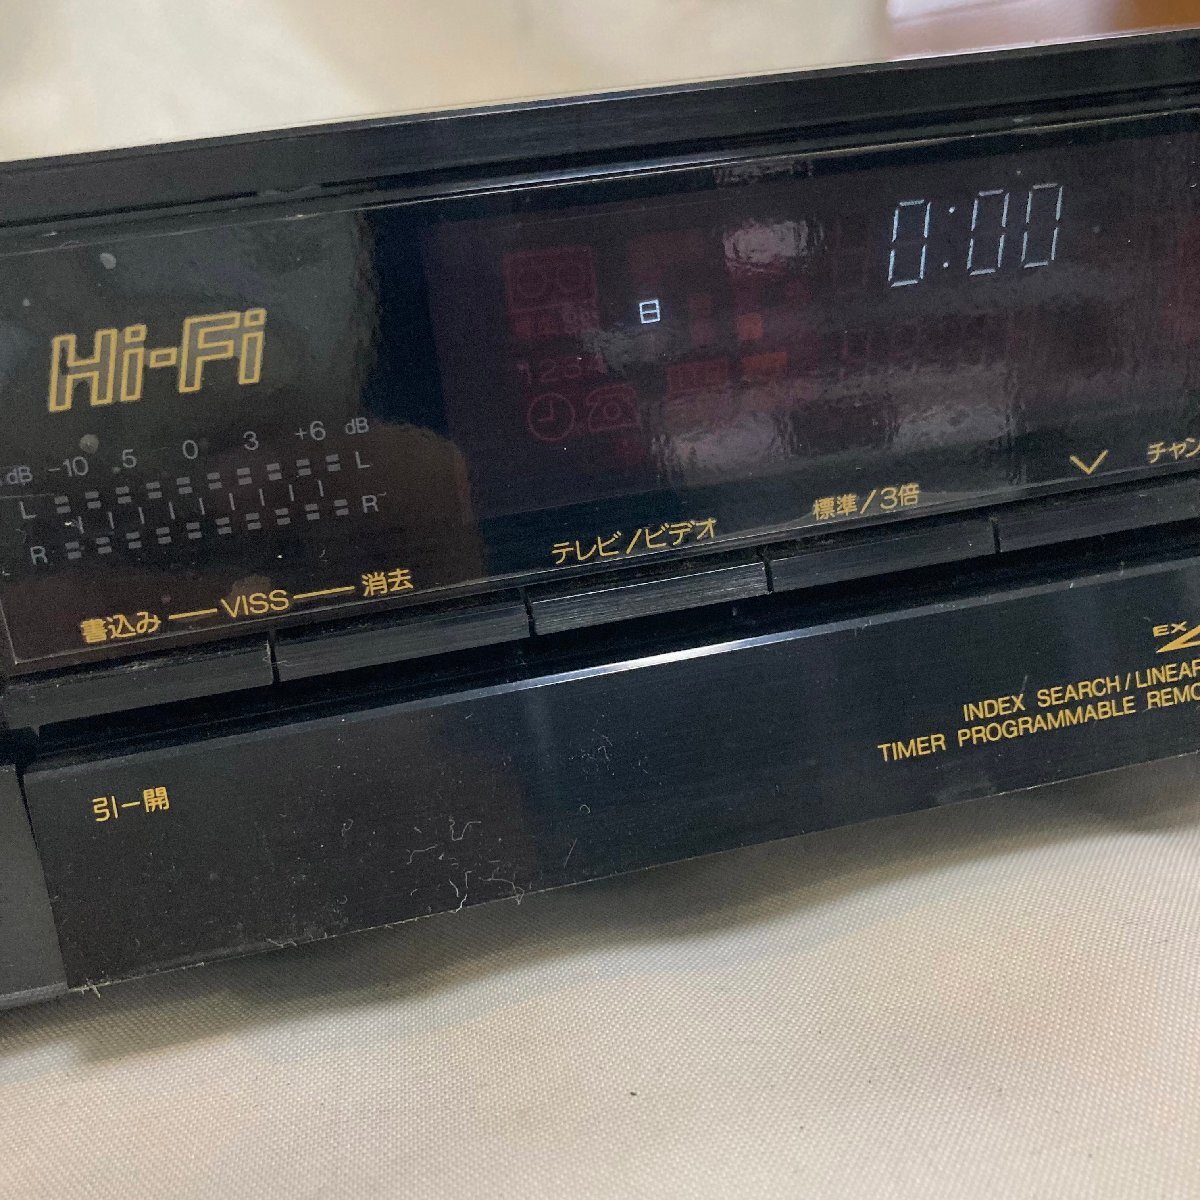 0:00
日
Hi-Fi
1234
dB -10 5 0 3 +6 dB
L L
R R
書込み — VISS — 消去
テレビ/ビデオ
標準/3倍
チャン
EX
INDEX SEARCH/LINEAR
TIMER PROGRAMMABLE REMO
引-開